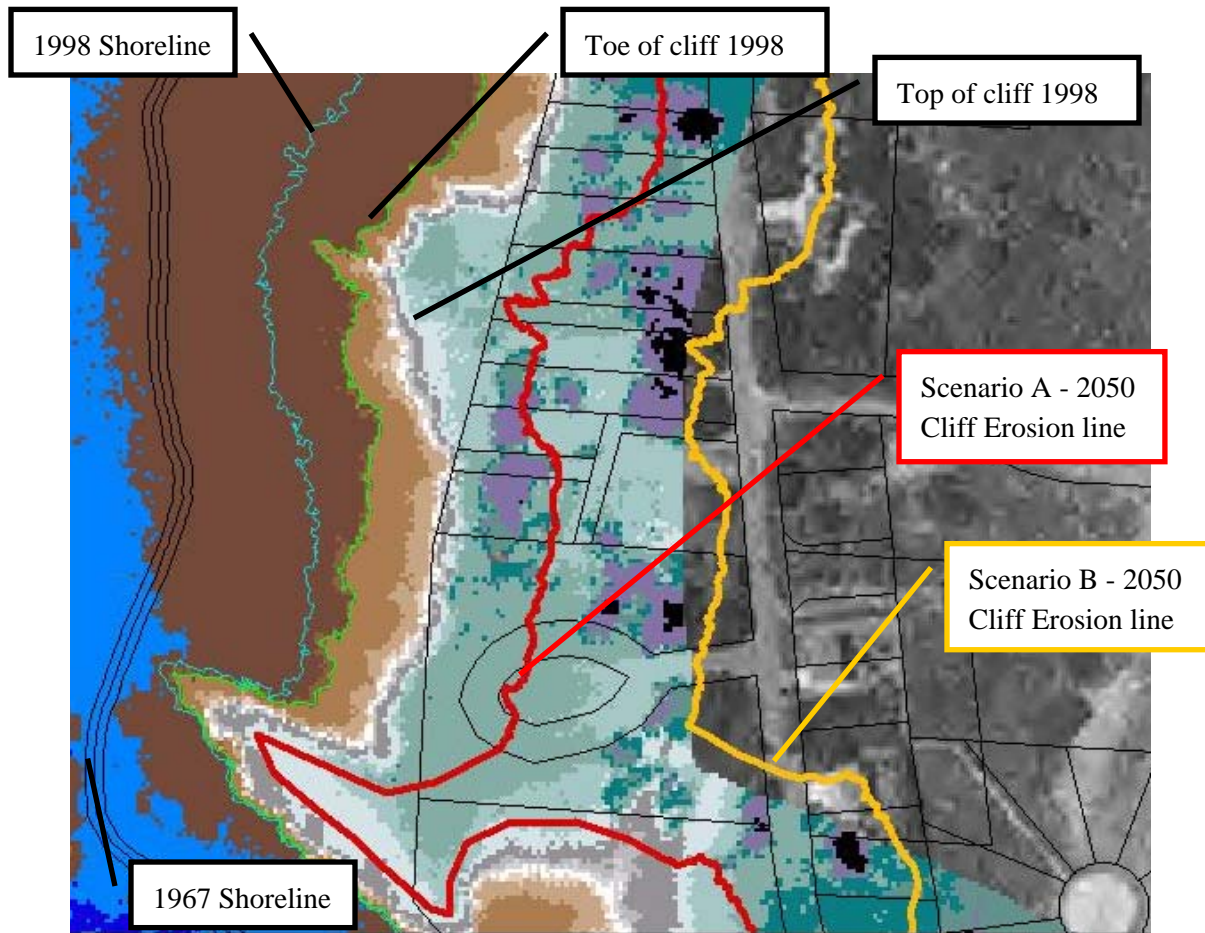 1998 Shoreline
Toe of cliff 1998
Top of cliff 1998
Scenario A - 2050
Cliff Erosion line
Scenario B - 2050
Cliff Erosion line
1967 Shoreline